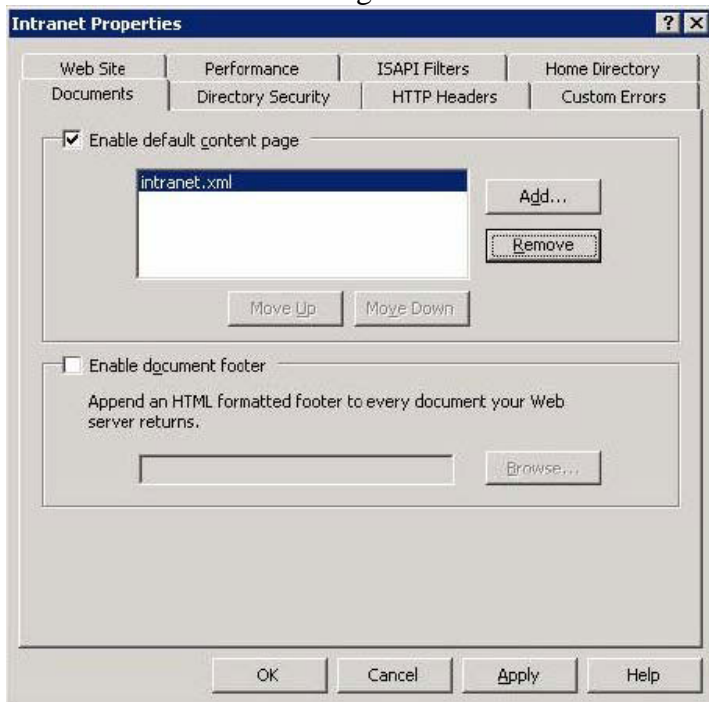 Intranet Properties
Web Site Performance ISAPI Filters Home Directory
Documents Directory Security HTTP Headers Custom Errors
Enable default content page
intranet.xml
Add...
Remove
Move Up Move Down
Enable document footer
Append an HTML formatted footer to every document your Web
server returns.
Browse...
OK Cancel Apply Help